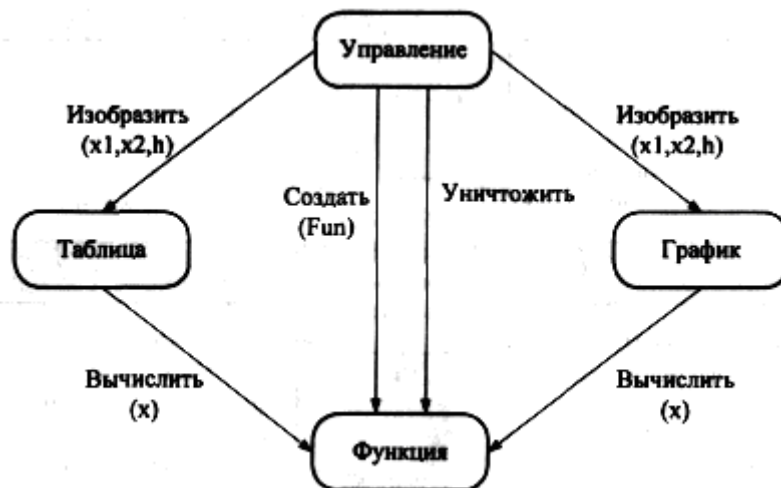 Управление
Изобразить
(x1,x2,h)
Изобразить
(x1,x2,h)
Создать
(Fun)
Уничтожить
Таблица
График
Вычислить
(x)
Вычислить
(x)
Функция